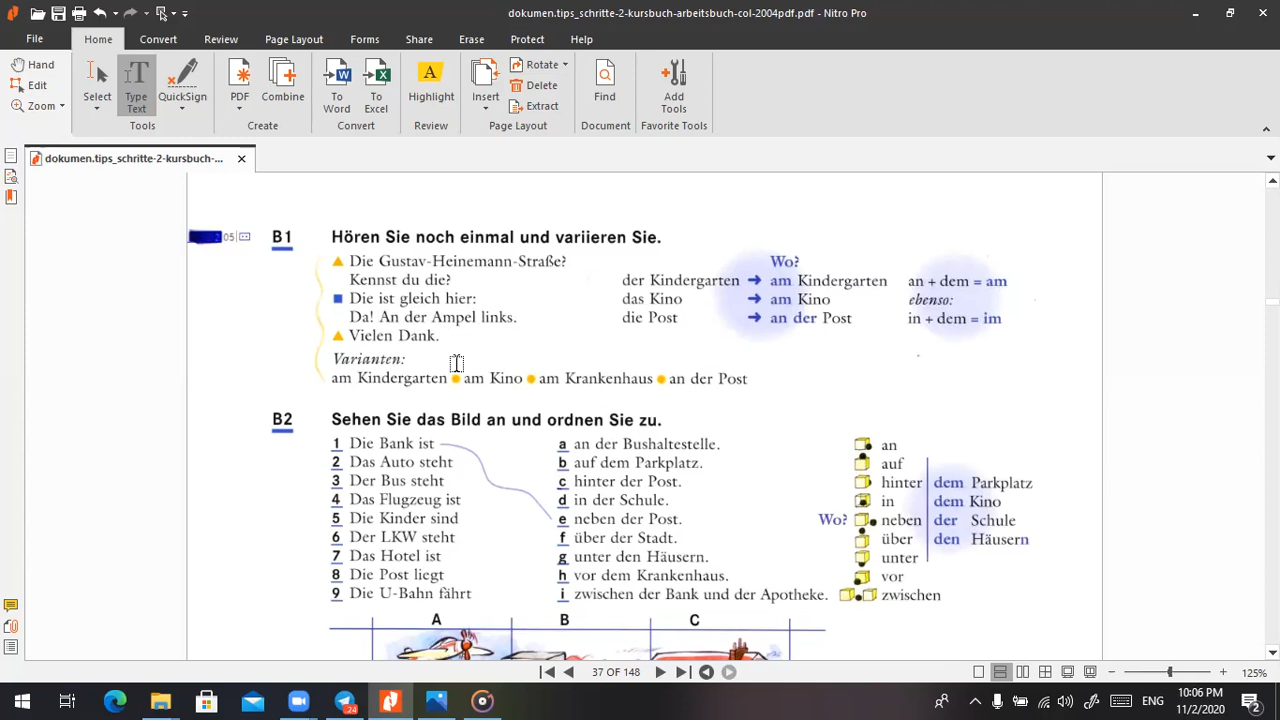 dokumen.tips_schritte-2-kursbuch-arbeitsbuch-col-2004pdf.pdf - Nitro Pro
File Home Convert Review Page Layout Forms Share Erase Protect Help
Hand
Edit
Zoom
Select
Type Text
QuickSign
Tools
PDF
Combine
Create
To Word
To Excel
Convert
Highlight
Review
Insert
Rotate
Delete
Extract
Page Layout
Find
Document
Add Tools
Favorite Tools
dokumen.tips_schritte-2-kursbuch-...
05
B1 Hören Sie noch einmal und variieren Sie.
Die Gustav-Heinemann-Straße?
Kennst du die?
Die ist gleich hier:
Da! An der Ampel links.
Vielen Dank.
Wo?
der Kindergarten → am Kindergarten
das Kino → am Kino
die Post → an der Post
an + dem = am
ebenso:
in + dem = im
Varianten:
am Kindergarten ● am Kino ● am Krankenhaus ● an der Post
B2 Sehen Sie das Bild an und ordnen Sie zu.
1 Die Bank ist
2 Das Auto steht
3 Der Bus steht
4 Das Flugzeug ist
5 Die Kinder sind
6 Der LKW steht
7 Das Hotel ist
8 Die Post liegt
9 Die U-Bahn fährt
a an der Bushaltestelle.
b auf dem Parkplatz.
c hinter der Post.
d in der Schule.
e neben der Post.
f über der Stadt.
g unter den Häusern.
h vor dem Krankenhaus.
i zwischen der Bank und der Apotheke.
Wo?
an
auf
hinter
in
neben
über
unter
vor
zwischen
dem Parkplatz
dem Kino
der Schule
den Häusern
A B C
37 OF 148
125%
24
ENG
10:06 PM
11/2/2020
2